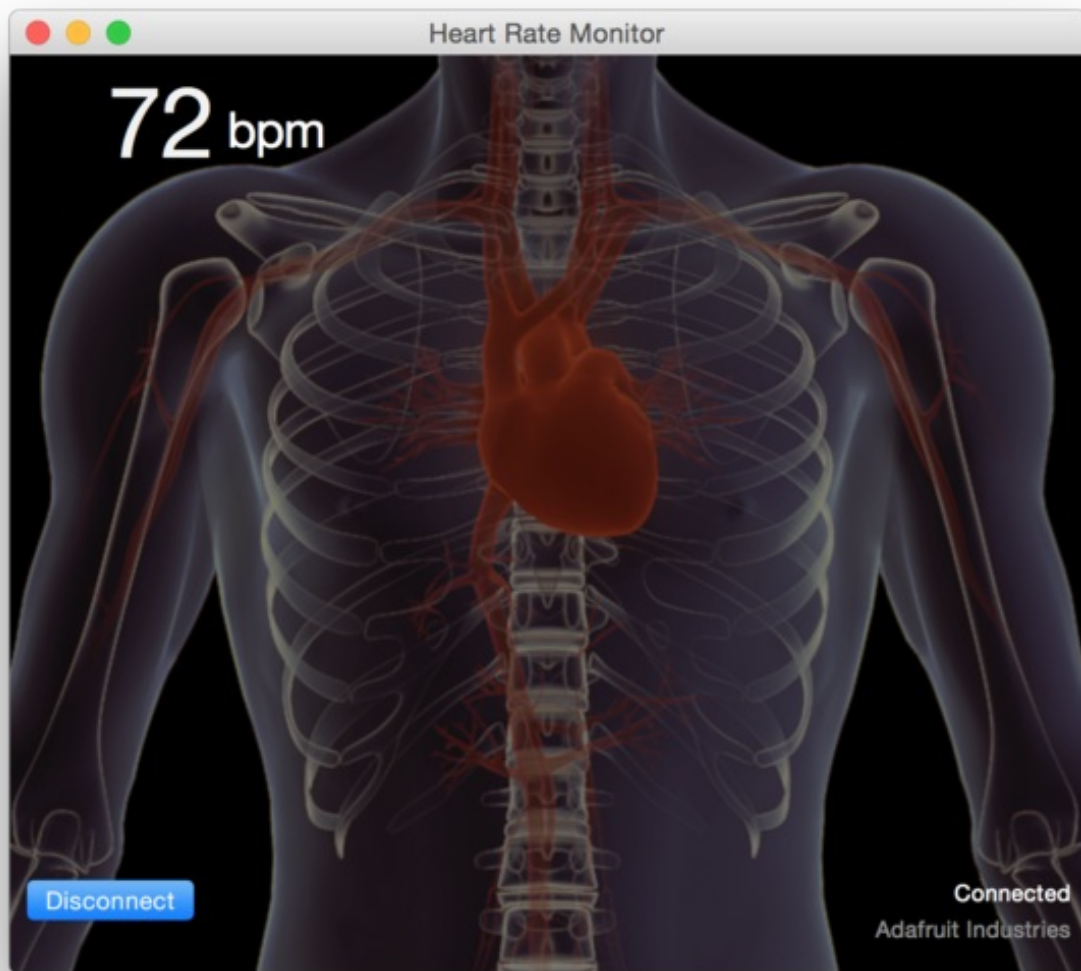 Heart Rate Monitor
72 bpm
Disconnect
Connected
Adafruit Industries